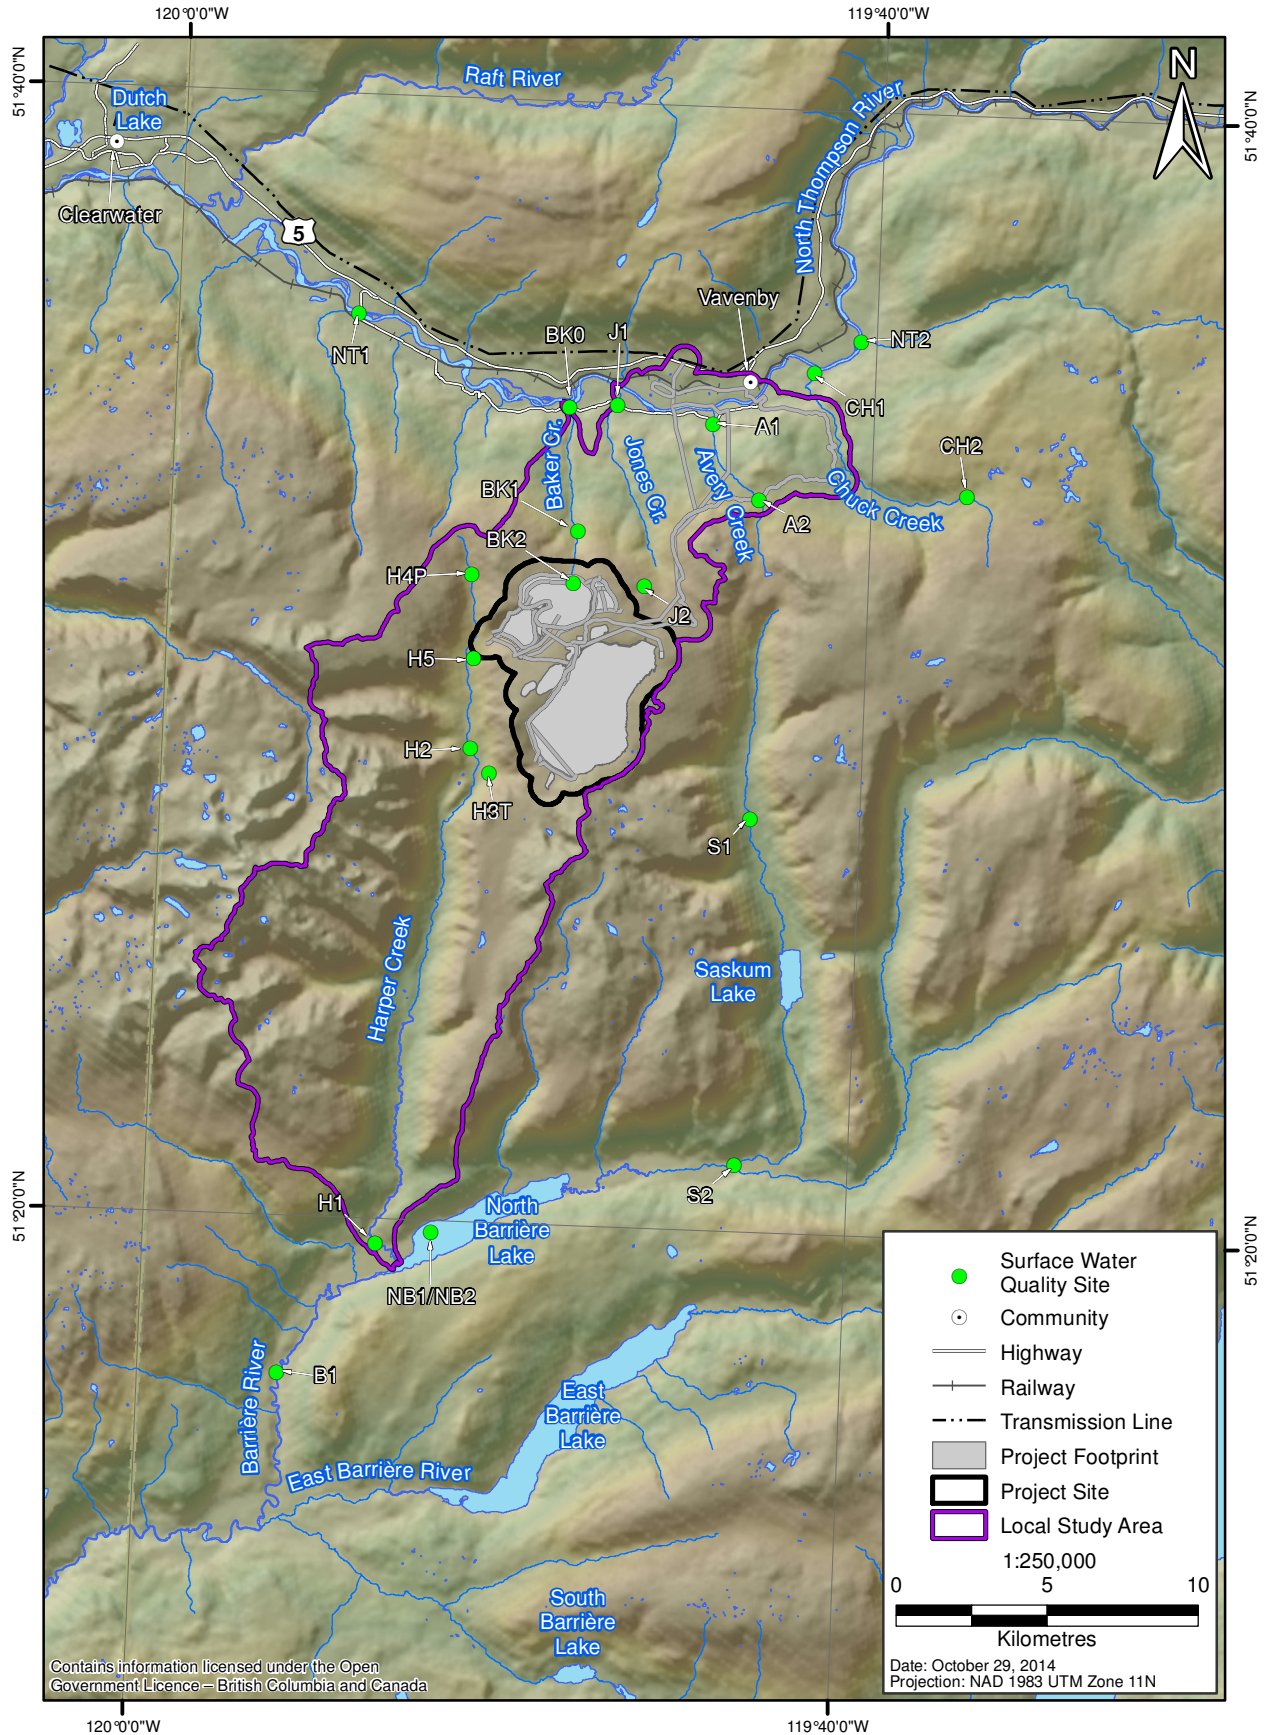 120°0'0"W
119°40'0"W
51°40'0"N
51°40'0"N
N
Raft River
Dutch
Lake
Clearwater
5
North Thompson River
Vavenby
NT1
BK0
J1
NT2
CH1
A1
CH2
Baker Cr.
Jones Cr.
Avery Creek
Chuck Creek
BK1
A2
BK2
H4P
J2
H5
H2
H3T
S1
Harper Creek
Saskum
Lake
S2
H1
North
Barrière
Lake
51°20'0"N
51°20'0"N
NB1/NB2
B1
Barrière River
East
Barrière
Lake
East Barrière River
South
Barrière
Lake
Surface Water
Quality Site
Community
Highway
Railway
Transmission Line
Project Footprint
Project Site
Local Study Area
1:250,000
0 5 10
Kilometres
Date: October 29, 2014
Projection: NAD 1983 UTM Zone 11N
Contains information licensed under the Open
Government Licence – British Columbia and Canada
120°0'0"W
119°40'0"W